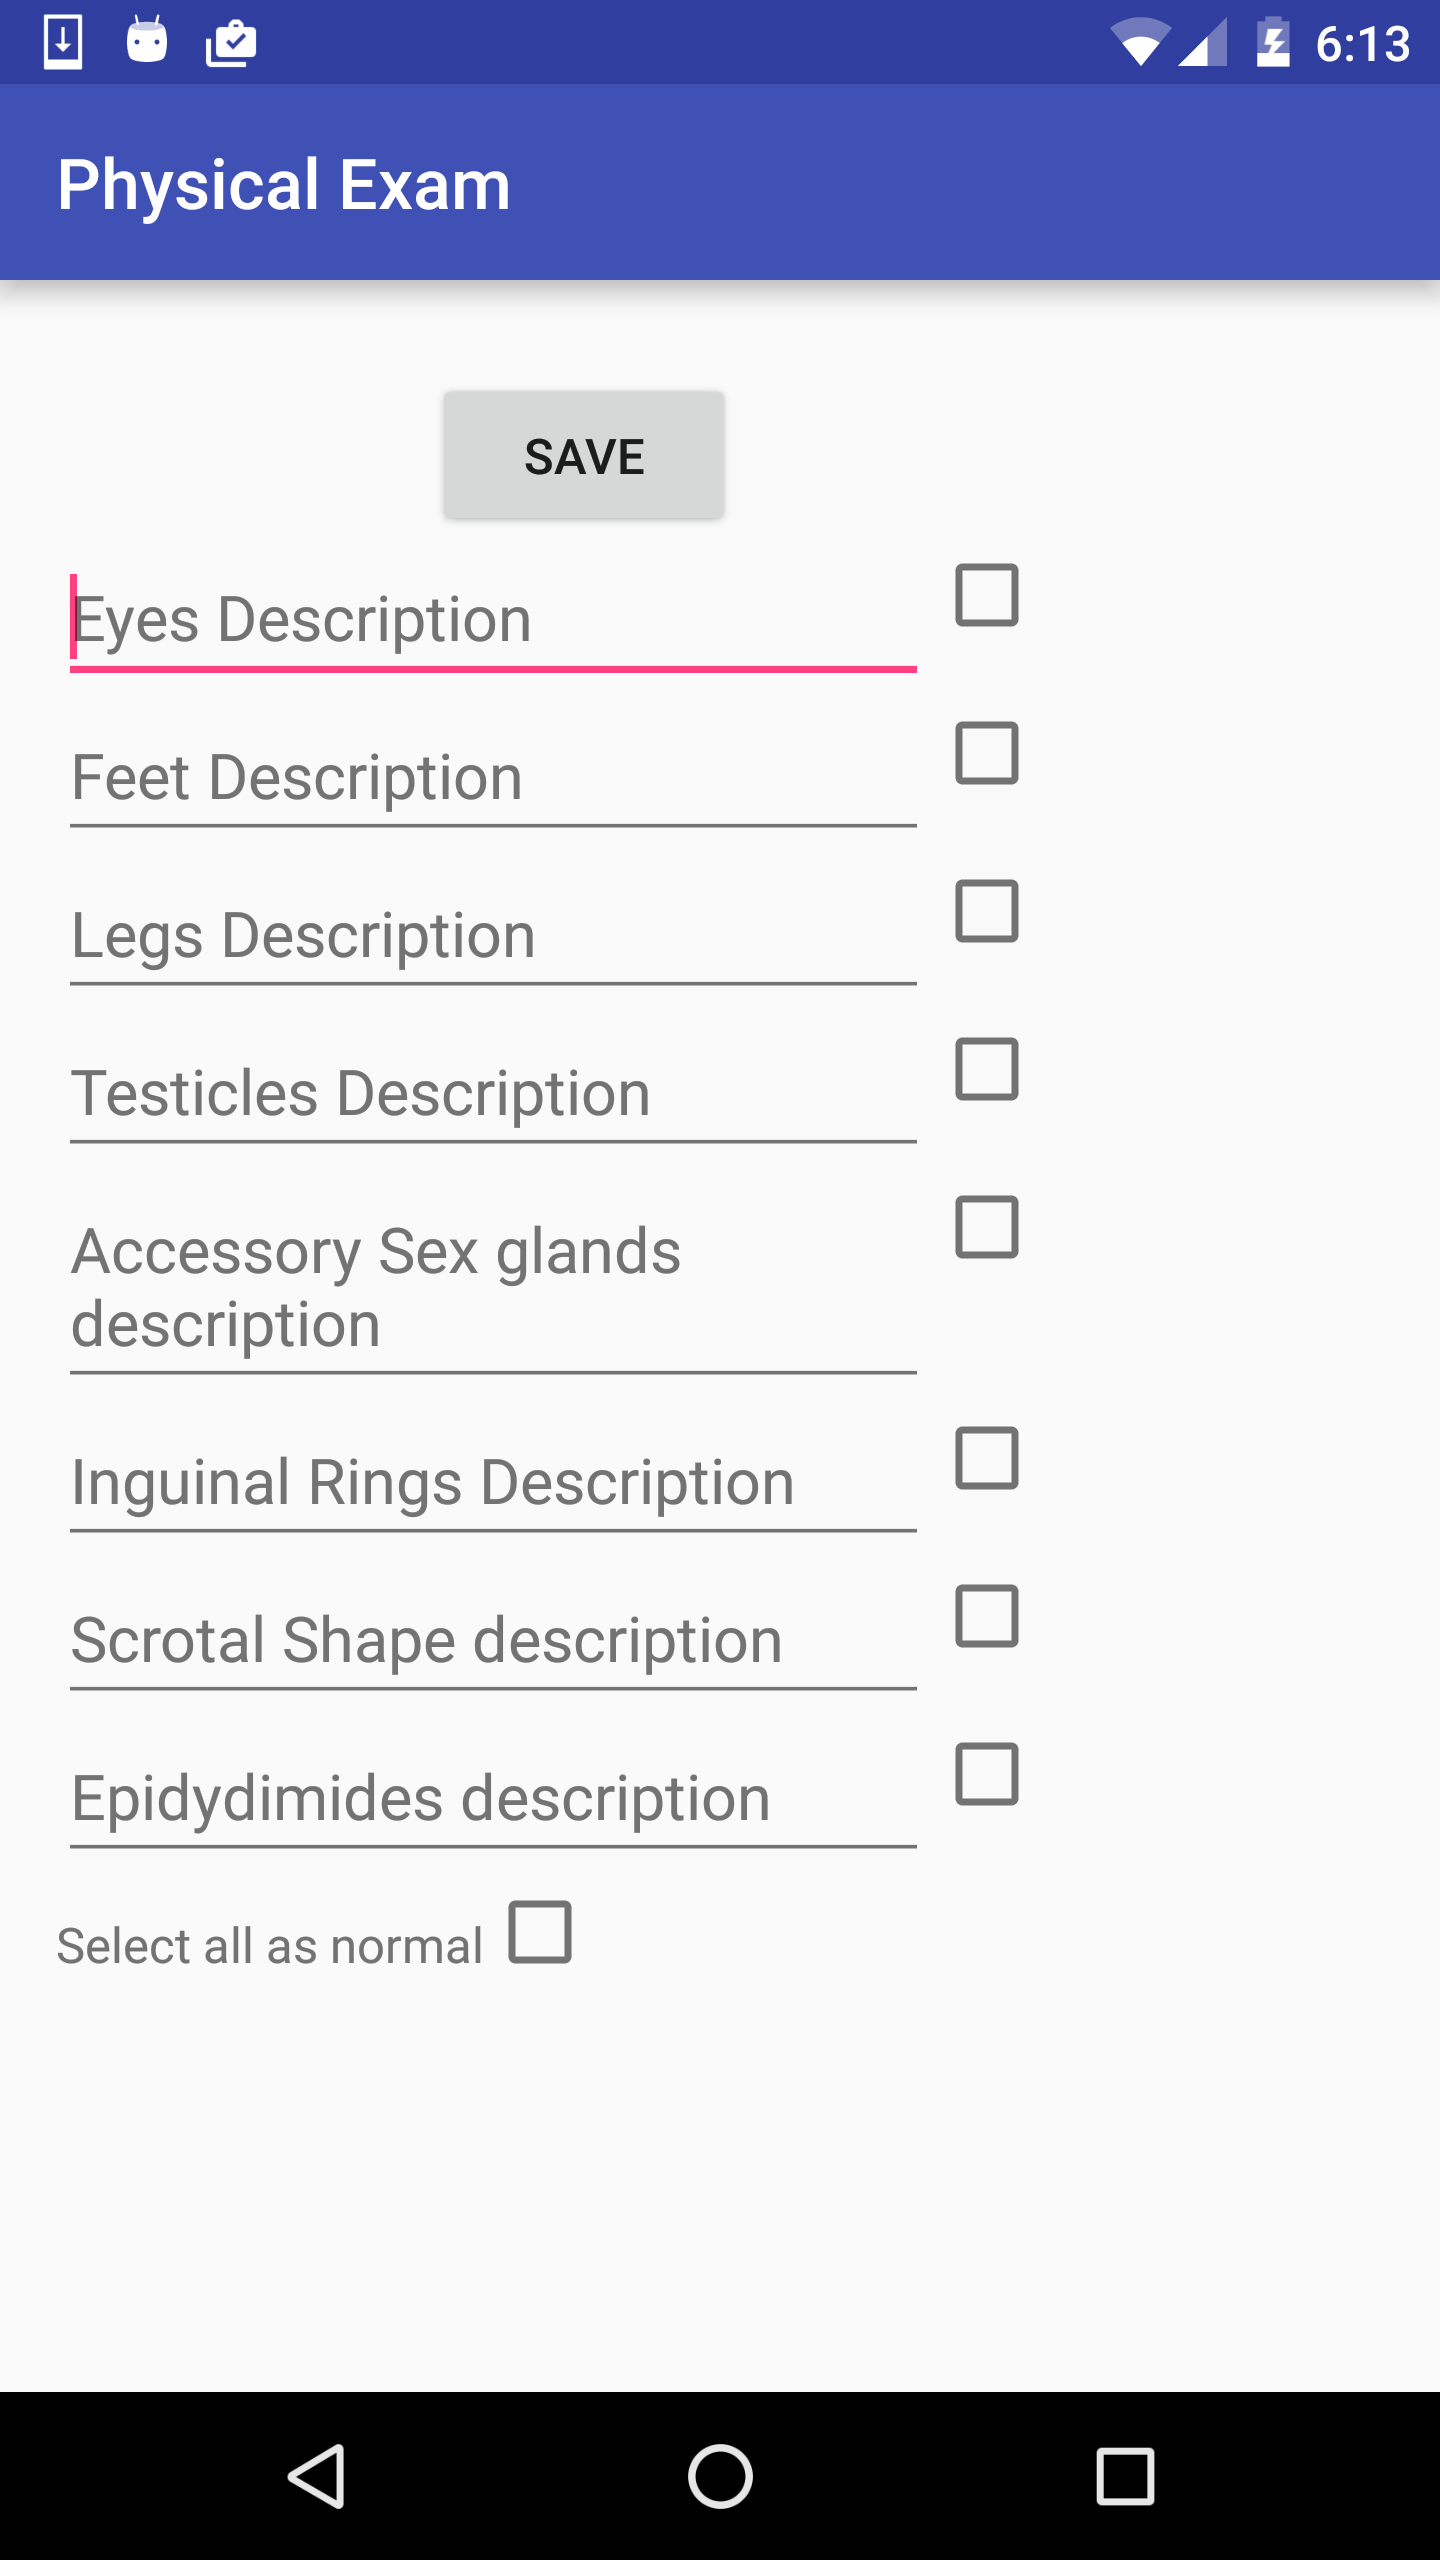 6:13
Physical Exam
SAVE
Eyes Description
Feet Description
Legs Description
Testicles Description
Accessory Sex glands
description
Inguinal Rings Description
Scrotal Shape description
Epidydimides description
Select all as normal